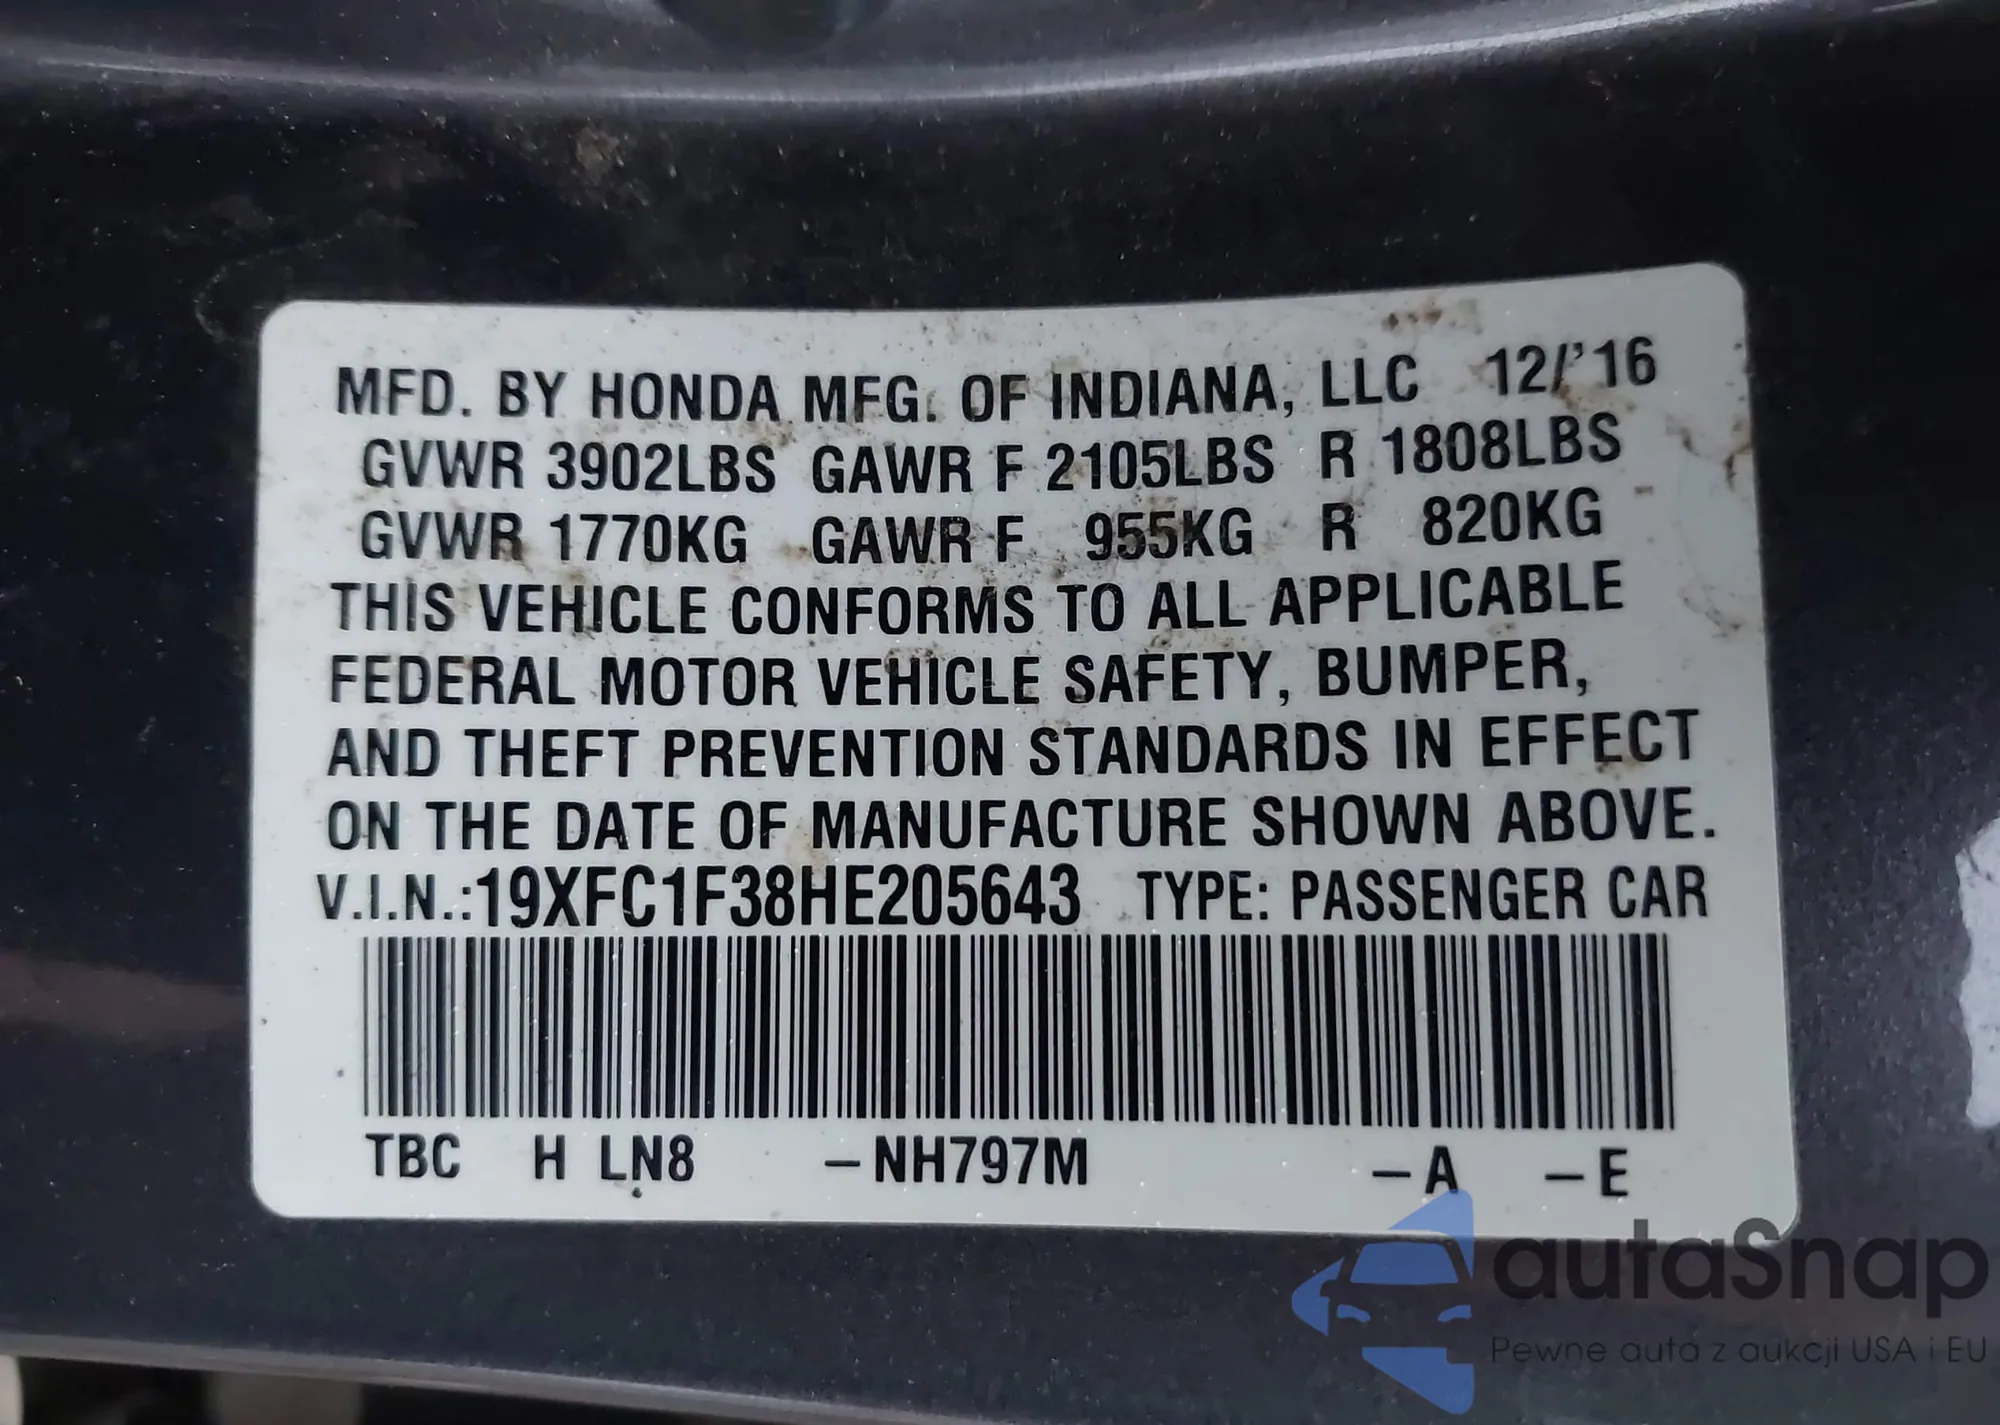 MFD. BY HONDA MFG. OF INDIANA, LLC 12/'16
GVWR 3902LBS GAWR F 2105LBS R 1808LBS
GVWR 1770KG GAWR F 955KG R 820KG
THIS VEHICLE CONFORMS TO ALL APPLICABLE
FEDERAL MOTOR VEHICLE SAFETY, BUMPER,
AND THEFT PREVENTION STANDARDS IN EFFECT
ON THE DATE OF MANUFACTURE SHOWN ABOVE.
V.I.N.:19XFC1F38HE205643 TYPE: PASSENGER CAR
TBC H LN8 –NH797M –A –E
autaSnap
Pewne auta z aukcji USA i EU